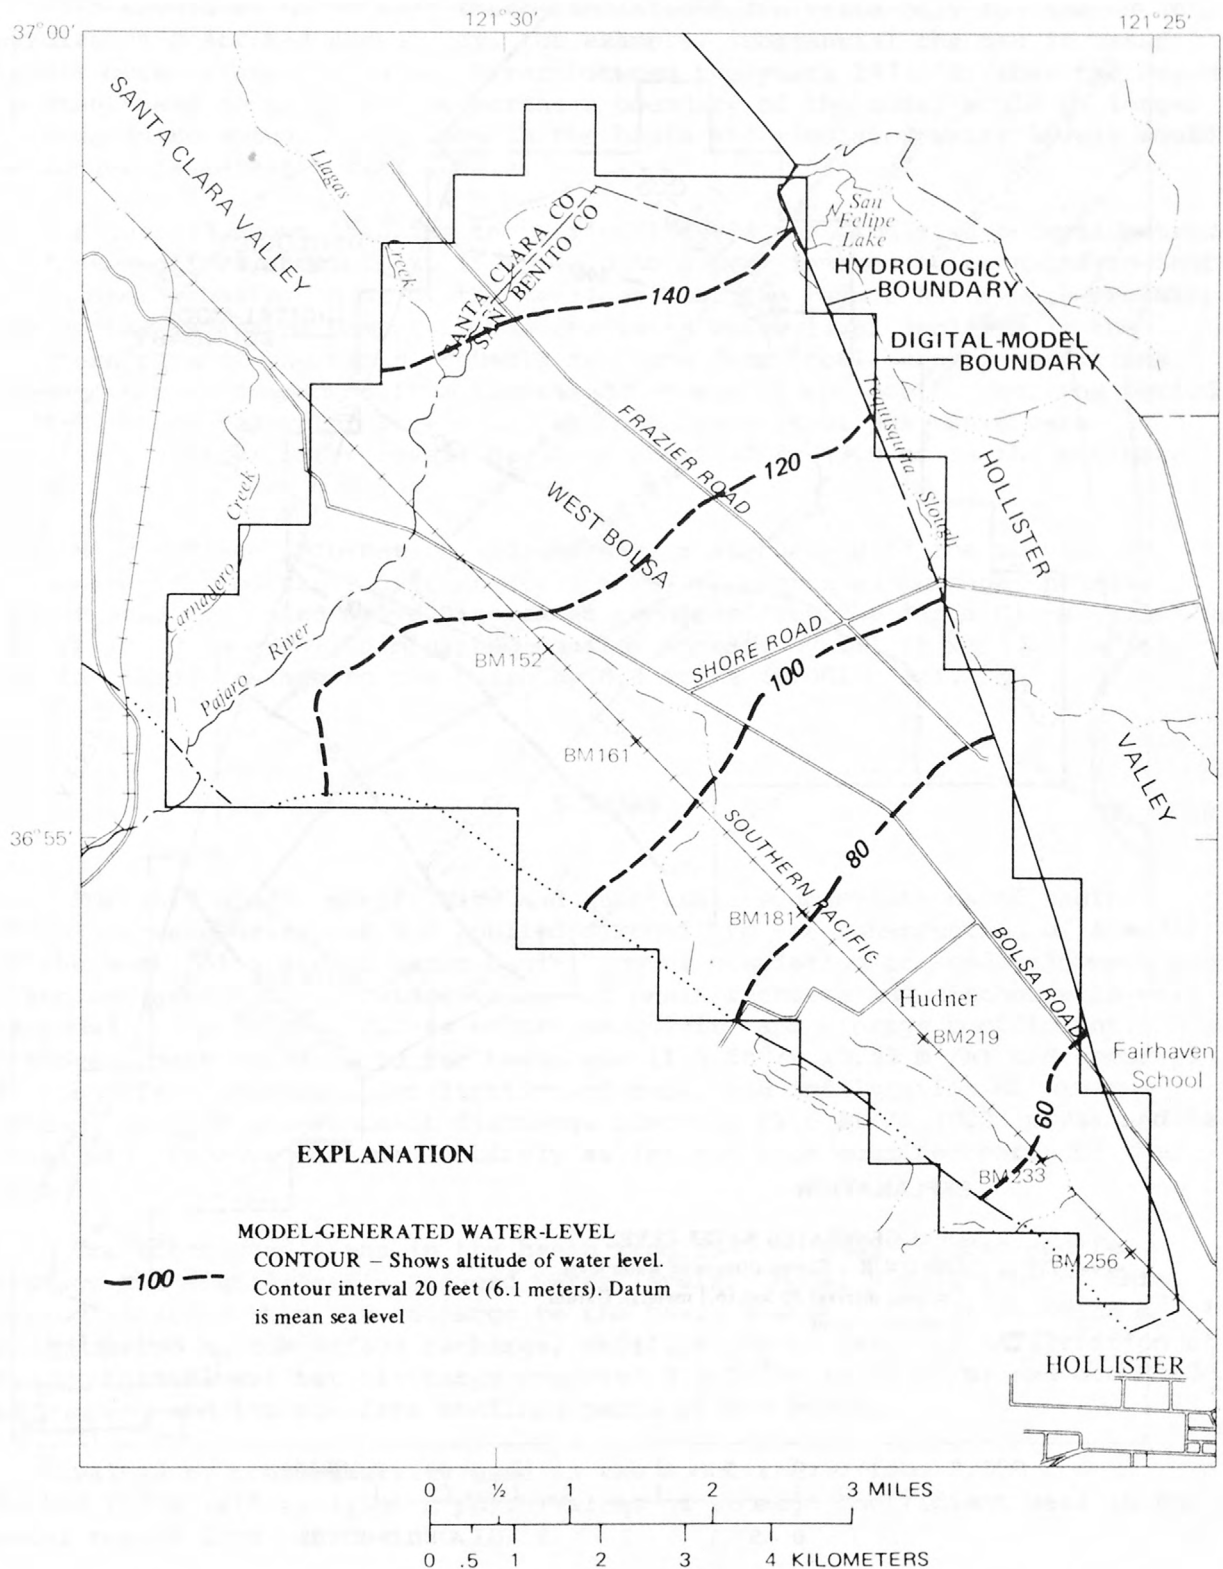 121°30'
121°25'
37°00'
SANTA CLARA VALLEY
Llagas
Creek
SANTA CLARA CO
SAN BENITO CO
San
Felipe
Lake
HYDROLOGIC
BOUNDARY
140
DIGITAL-MODEL
BOUNDARY
Tequisquita
Slough
FRAZIER ROAD
120
HOLLISTER
VALLEY
WEST BOLSA
Creek
Carnadero
River
Pajaro
SHORE ROAD
BM152
100
BM161
36°55'
SOUTHERN PACIFIC
80
BM181
BOLSA ROAD
Hudner
BM219
Fairhaven
School
60
BM233
BM256
EXPLANATION
MODEL-GENERATED WATER-LEVEL
—100 – – – CONTOUR – Shows altitude of water level.
Contour interval 20 feet (6.1 meters). Datum
is mean sea level
HOLLISTER
0 ½ 1 2 3 MILES
0 .5 1 2 3 4 KILOMETERS